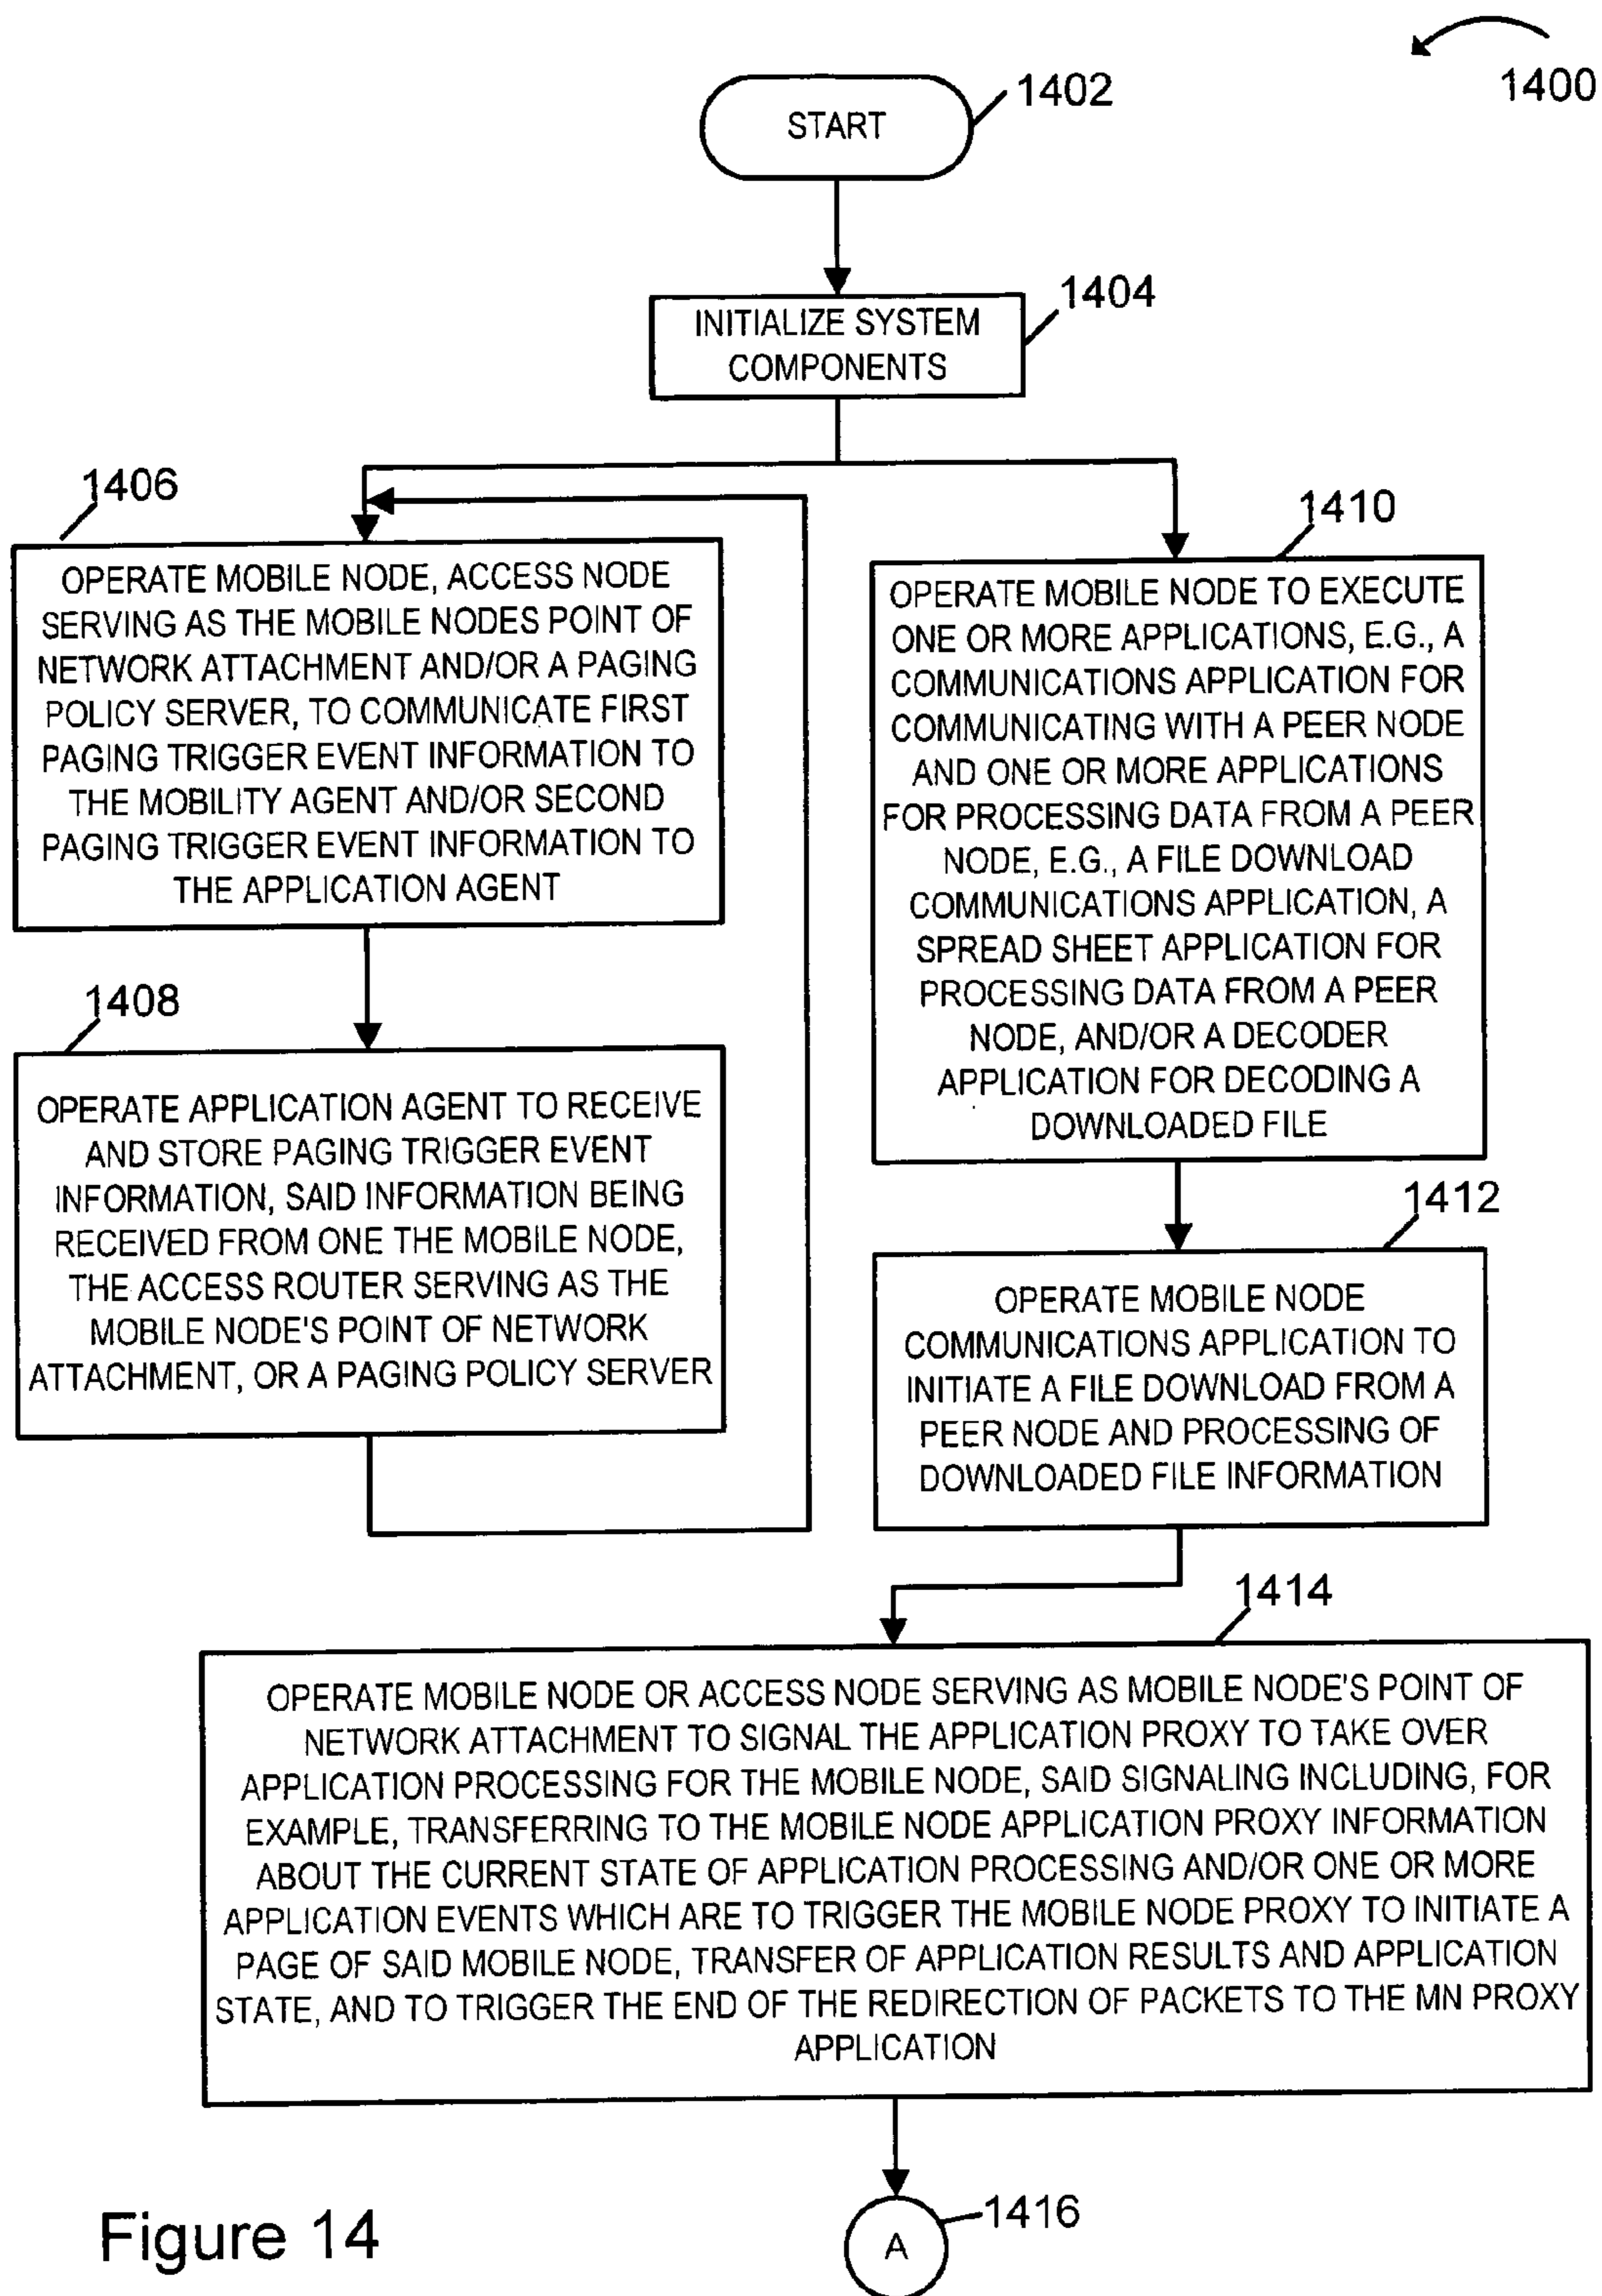 1400
1402
START
1404
INITIALIZE SYSTEM
COMPONENTS
1406
OPERATE MOBILE NODE, ACCESS NODE
SERVING AS THE MOBILE NODES POINT OF
NETWORK ATTACHMENT AND/OR A PAGING
POLICY SERVER, TO COMMUNICATE FIRST
PAGING TRIGGER EVENT INFORMATION TO
THE MOBILITY AGENT AND/OR SECOND
PAGING TRIGGER EVENT INFORMATION TO
THE APPLICATION AGENT
1408
OPERATE APPLICATION AGENT TO RECEIVE
AND STORE PAGING TRIGGER EVENT
INFORMATION, SAID INFORMATION BEING
RECEIVED FROM ONE THE MOBILE NODE,
THE ACCESS ROUTER SERVING AS THE
MOBILE NODE'S POINT OF NETWORK
ATTACHMENT, OR A PAGING POLICY SERVER
1410
OPERATE MOBILE NODE TO EXECUTE
ONE OR MORE APPLICATIONS, E.G., A
COMMUNICATIONS APPLICATION FOR
COMMUNICATING WITH A PEER NODE
AND ONE OR MORE APPLICATIONS
FOR PROCESSING DATA FROM A PEER
NODE, E.G., A FILE DOWNLOAD
COMMUNICATIONS APPLICATION, A
SPREAD SHEET APPLICATION FOR
PROCESSING DATA FROM A PEER
NODE, AND/OR A DECODER
APPLICATION FOR DECODING A
DOWNLOADED FILE
1412
OPERATE MOBILE NODE
COMMUNICATIONS APPLICATION TO
INITIATE A FILE DOWNLOAD FROM A
PEER NODE AND PROCESSING OF
DOWNLOADED FILE INFORMATION
1414
OPERATE MOBILE NODE OR ACCESS NODE SERVING AS MOBILE NODE'S POINT OF
NETWORK ATTACHMENT TO SIGNAL THE APPLICATION PROXY TO TAKE OVER
APPLICATION PROCESSING FOR THE MOBILE NODE, SAID SIGNALING INCLUDING, FOR
EXAMPLE, TRANSFERRING TO THE MOBILE NODE APPLICATION PROXY INFORMATION
ABOUT THE CURRENT STATE OF APPLICATION PROCESSING AND/OR ONE OR MORE
APPLICATION EVENTS WHICH ARE TO TRIGGER THE MOBILE NODE PROXY TO INITIATE A
PAGE OF SAID MOBILE NODE, TRANSFER OF APPLICATION RESULTS AND APPLICATION
STATE, AND TO TRIGGER THE END OF THE REDIRECTION OF PACKETS TO THE MN PROXY
APPLICATION
1416
A
Figure 14